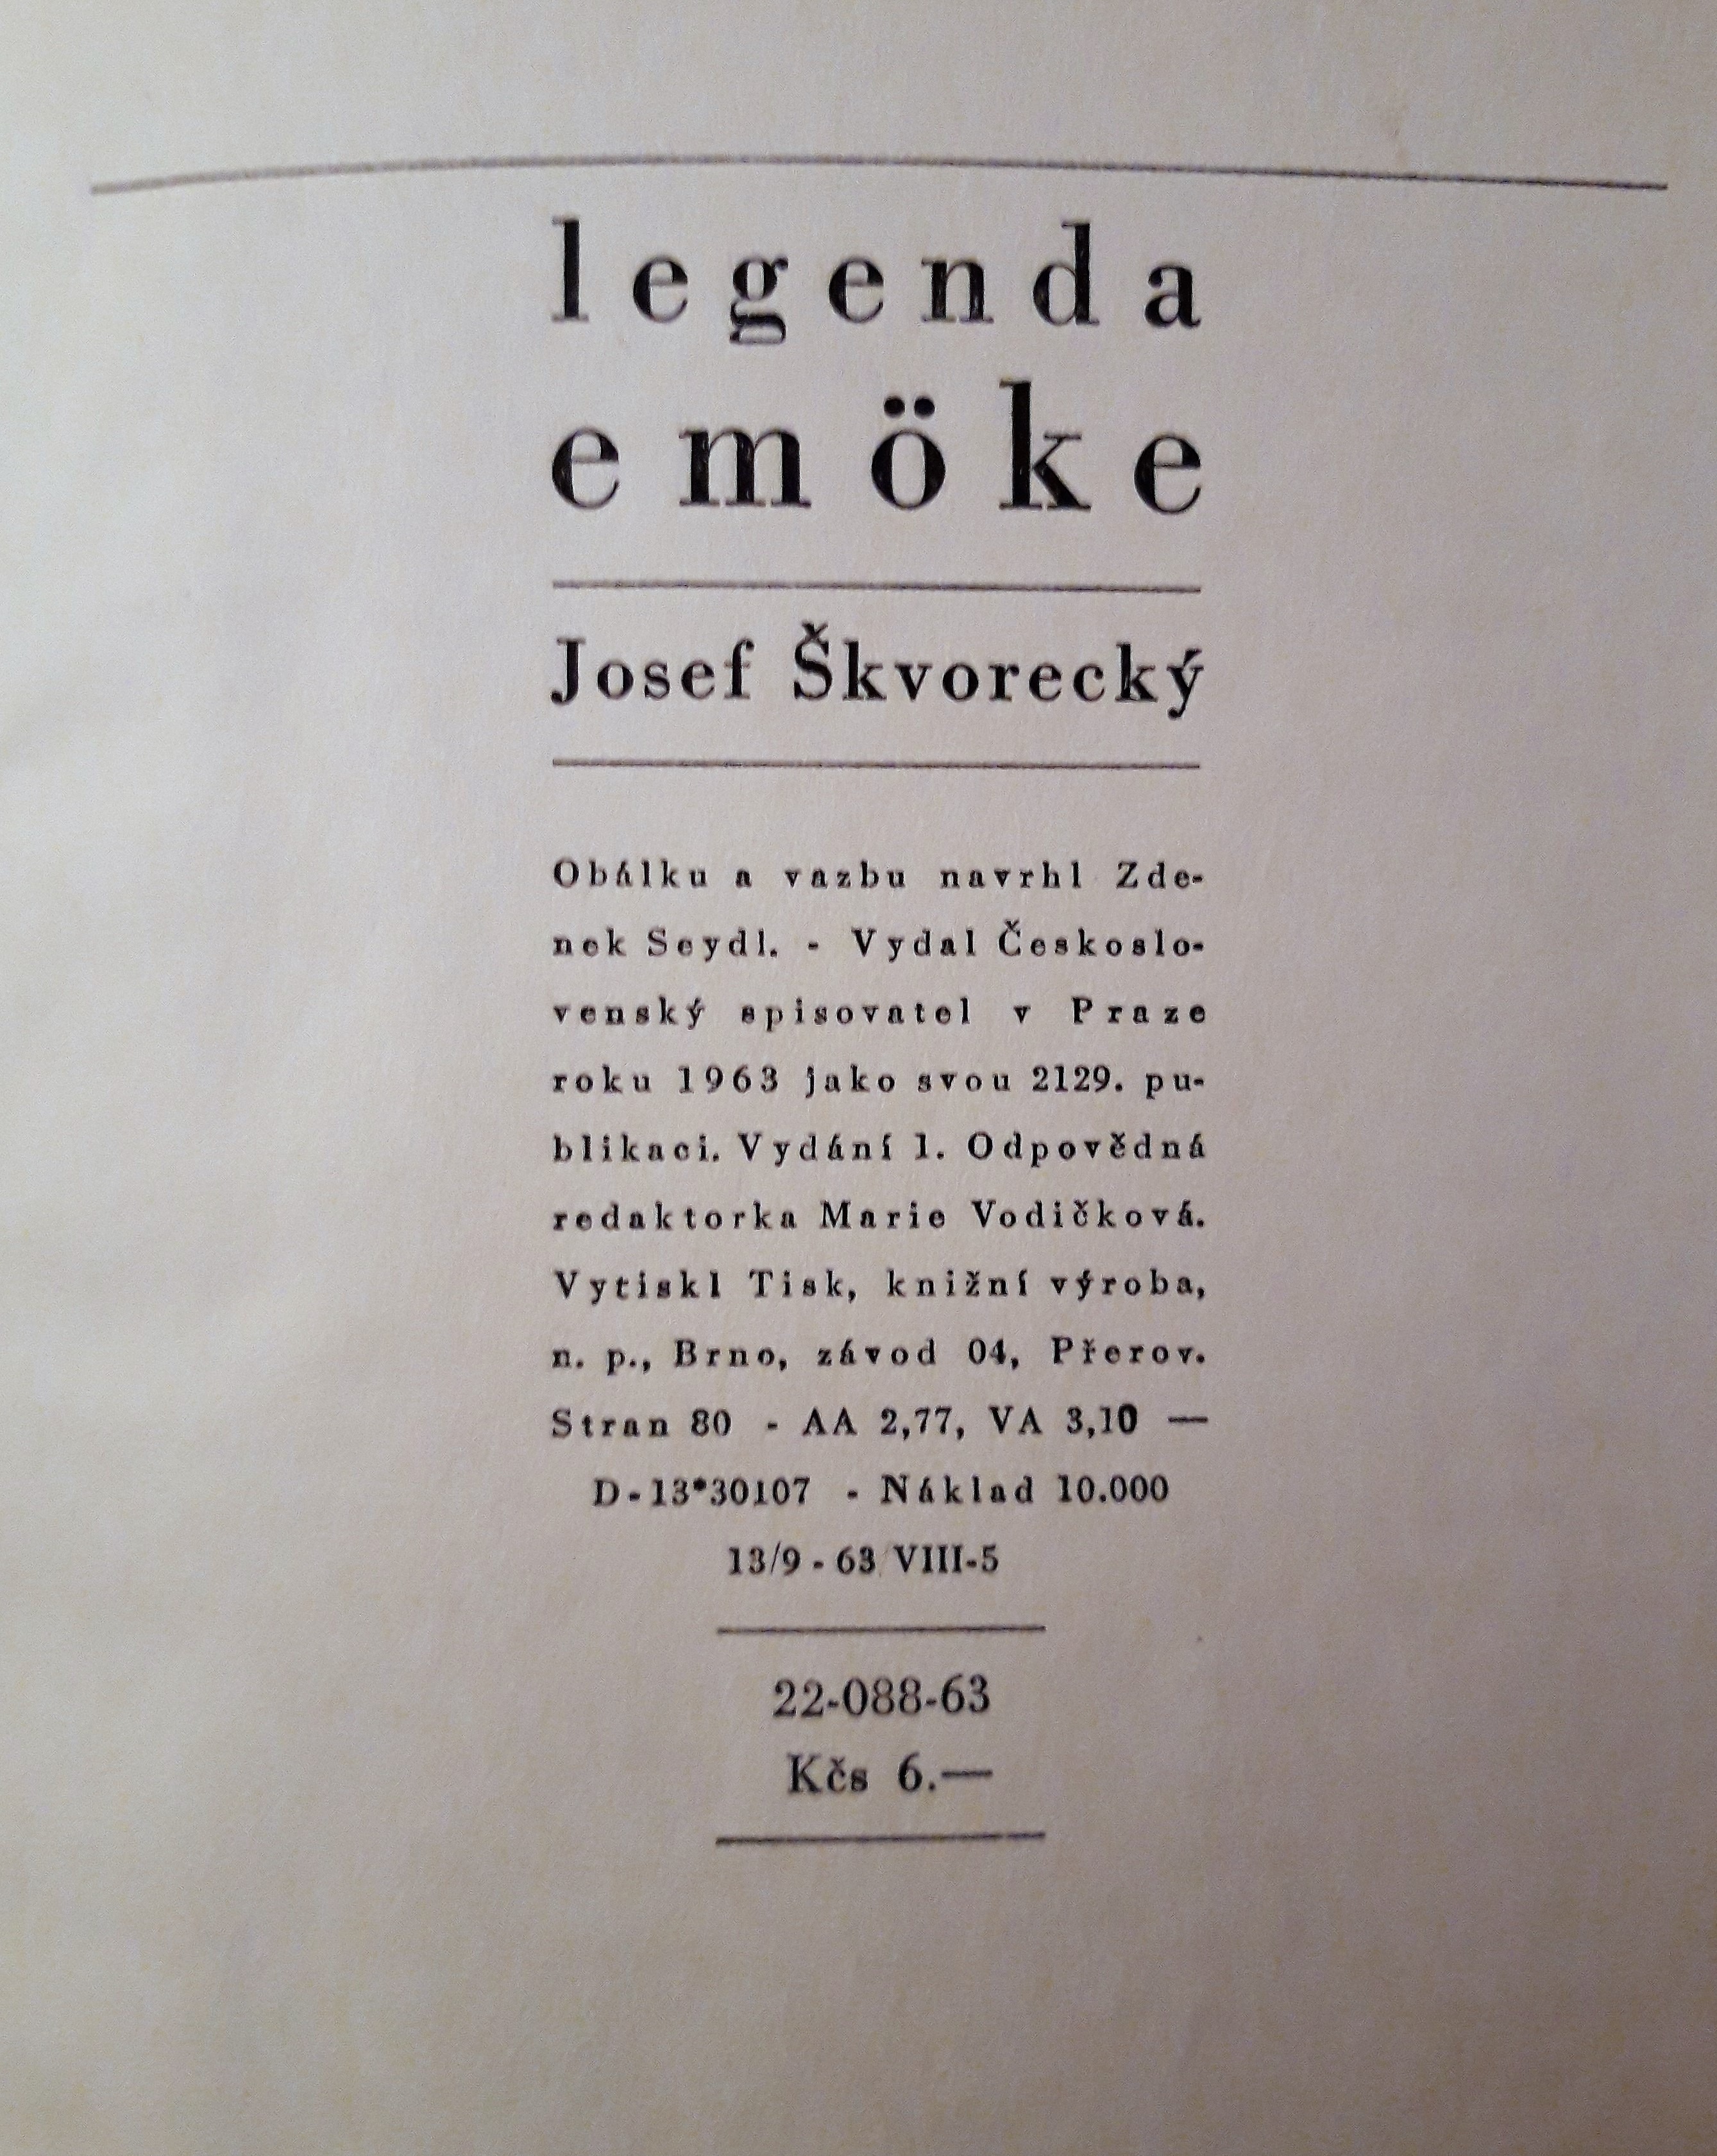 legenda
emöke
Josef Škvorecký
Obálku a vazbu navrhl Zde-
nek Seydl. - Vydal Českoslo-
venský spisovatel v Praze
roku 1963 jako svou 2129. pu-
blikaci. Vydání 1. Odpovědná
redaktorka Marie Vodičková.
Vytiskl Tisk, knižní výroba,
n. p., Brno, závod 04, Přerov.
Stran 80 - AA 2,77, VA 3,10 —
D-13*30107 - Náklad 10.000
13/9 - 63 VIII-5
22-088-63
Kčs 6.—